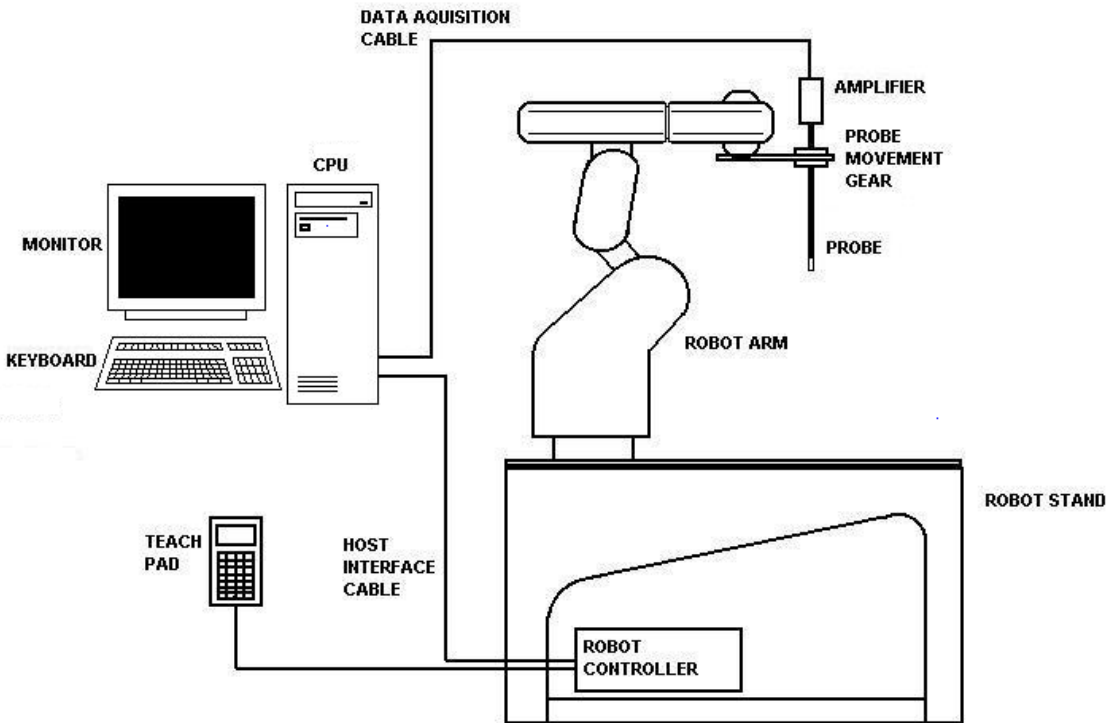 DATA AQUISITION
CABLE
AMPLIFIER
PROBE
MOVEMENT
GEAR
CPU
MONITOR
PROBE
KEYBOARD
ROBOT ARM
ROBOT STAND
TEACH
PAD
HOST
INTERFACE
CABLE
ROBOT
CONTROLLER